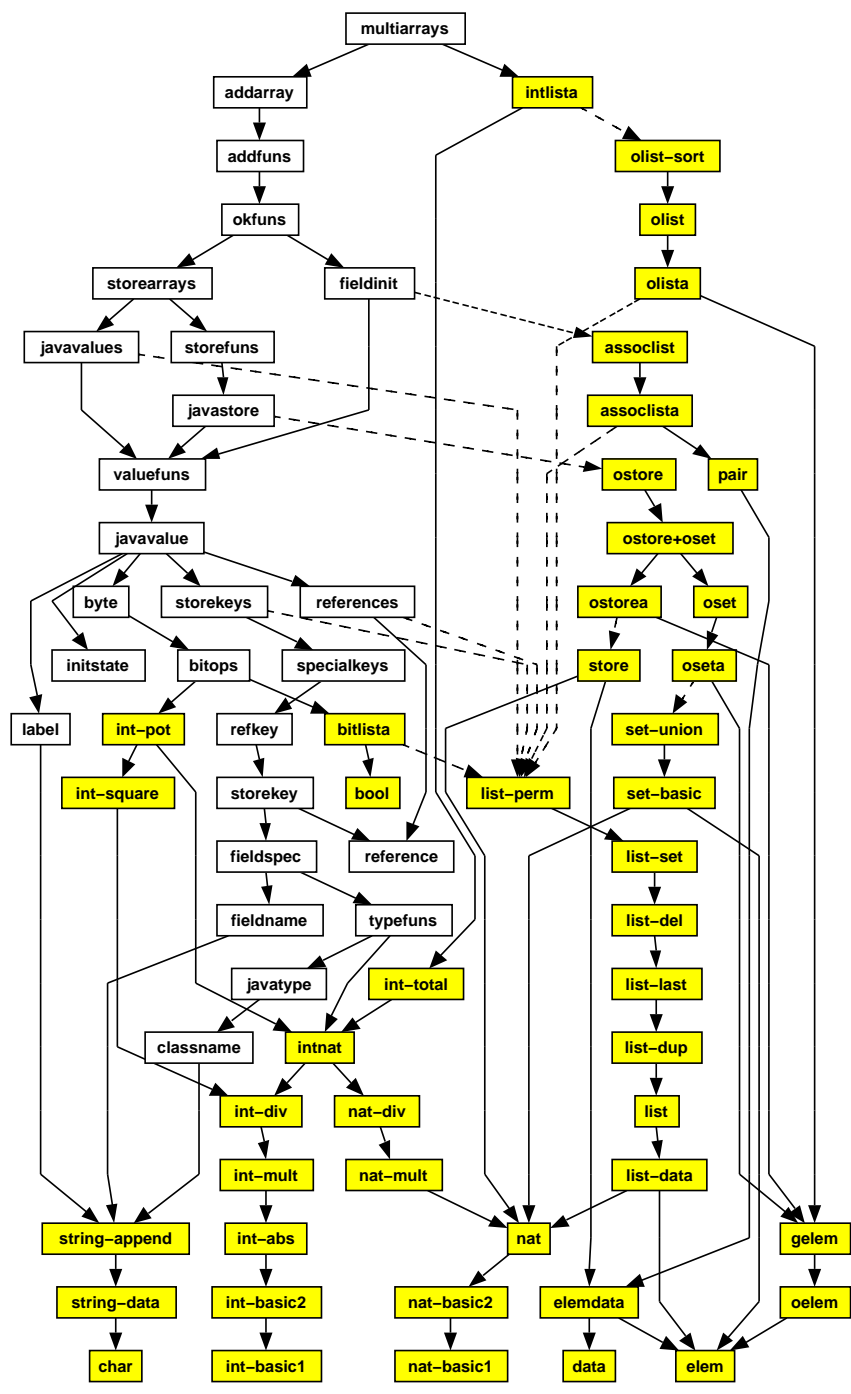 multiarrays
addarray
intlista
addfuns
olist–sort
okfuns
olist
storearrays
fieldinit
olista
javavalues
storefuns
assoclist
javastore
assoclista
valuefuns
ostore
pair
javavalue
ostore+oset
byte
storekeys
references
ostorea
oset
initstate
bitops
specialkeys
store
oseta
label
int–pot
refkey
bitlista
set–union
int–square
storekey
bool
list–perm
set–basic
fieldspec
reference
list–set
fieldname
typefuns
list–del
javatype
int–total
list–last
classname
intnat
list–dup
int–div
nat–div
list
int–mult
nat–mult
list–data
string–append
int–abs
nat
gelem
string–data
int–basic2
nat–basic2
elemdata
oelem
char
int–basic1
nat–basic1
data
elem